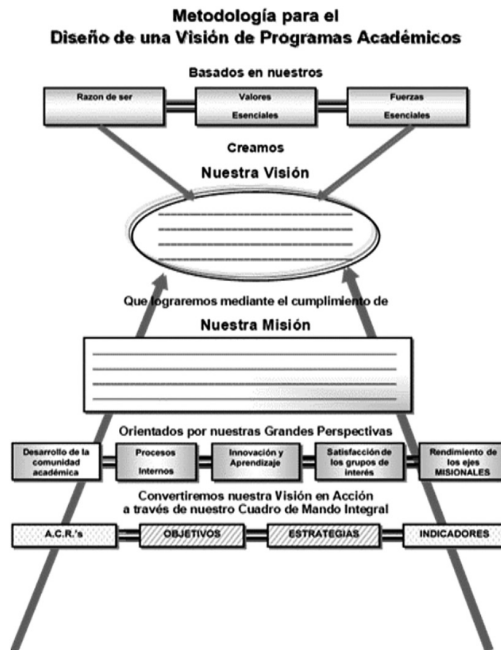 Metodología para el
Diseño de una Visión de Programas Académicos
Basados en nuestros
Razon de ser
Valores
Esenciales
Fuerzas
Esenciales
Creamos
Nuestra Visión
Que lograremos mediante el cumplimiento de
Nuestra Misión
Orientados por nuestras Grandes Perspectivas
Desarrollo de la
comunidad
académica
Procesos
Internos
Innovación y
Aprendizaje
Satisfacción de
los grupos de
interés
Rendimiento de
los ejes
MISIONALES
Convertiremos nuestra Visión en Acción
a través de nuestro Cuadro de Mando Integral
A.C.R.'s
OBJETIVOS
ESTRATEGIAS
INDICADORES